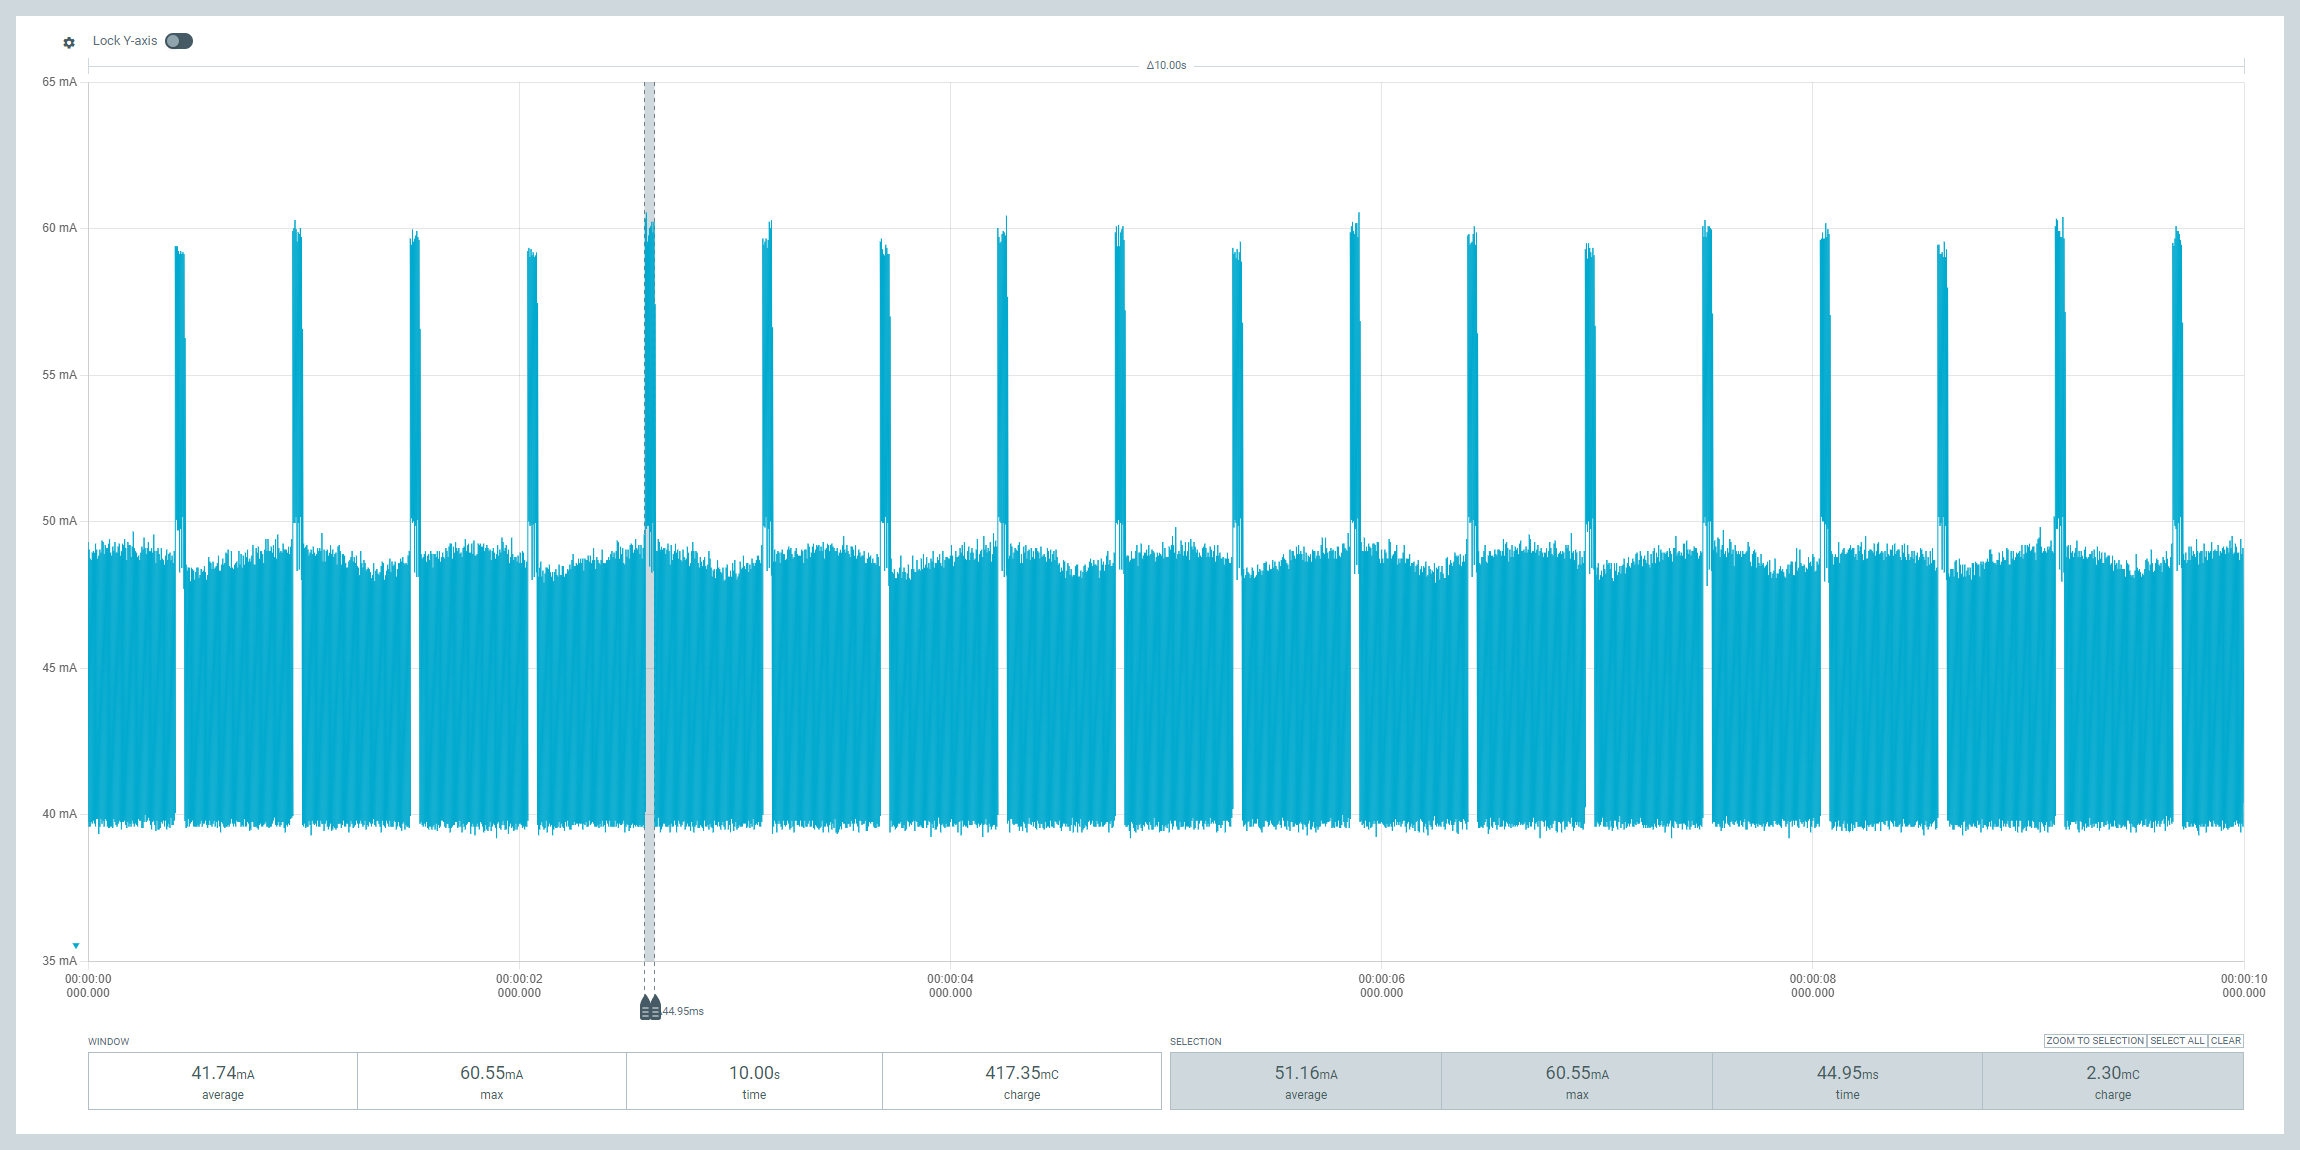 Lock Y-axis
Δ10.00s
65 mA
60 mA
55 mA
50 mA
45 mA
40 mA
35 mA
00:00:00 00:00:02 00:00:04 00:00:06 00:00:08 00:00:10
000.000 000.000 000.000 000.000 000.000 000.000
44.95ms
WINDOW SELECTION ZOOM TO SELECTION SELECT ALL CLEAR
41.74mA 60.55mA 10.00s 417.35mC 51.16mA 60.55mA 44.95ms 2.30mC
average max time charge average max time charge